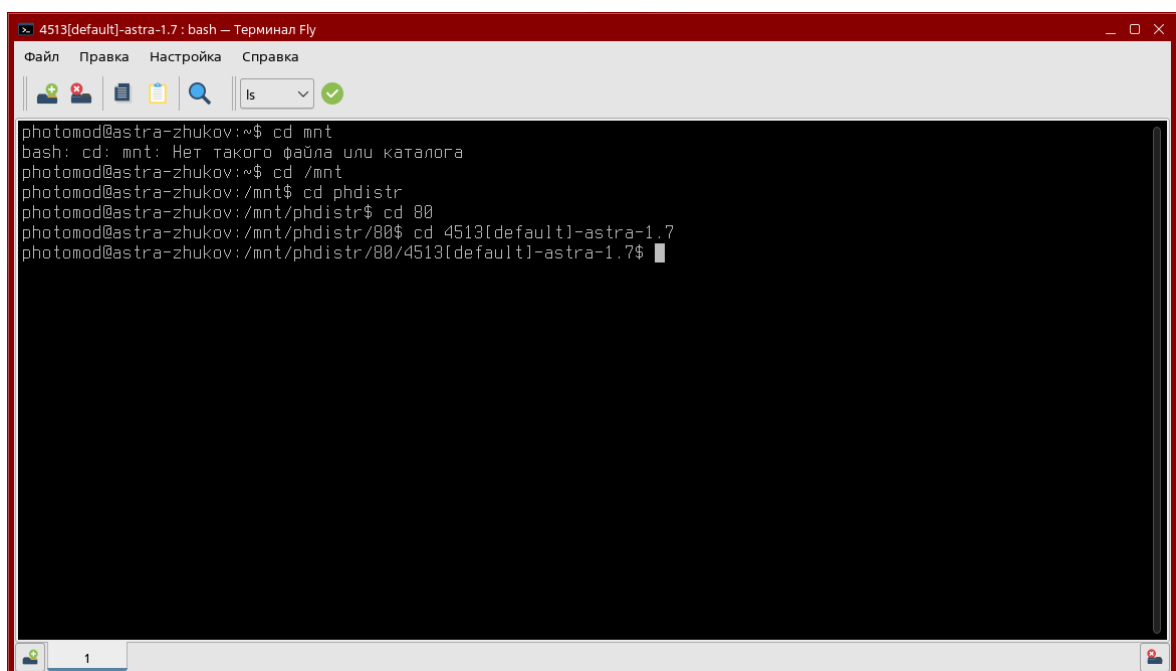 4513[default]-astra-1.7 : bash — Терминал Fly
Файл Правка Настройка Справка
ls
photomod@astra-zhukov:~$ cd mnt
bash: cd: mnt: Нет такого файла или каталога
photomod@astra-zhukov:~$ cd /mnt
photomod@astra-zhukov:/mnt$ cd phdistr
photomod@astra-zhukov:/mnt/phdistr$ cd 80
photomod@astra-zhukov:/mnt/phdistr/80$ cd 4513[default]-astra-1.7
photomod@astra-zhukov:/mnt/phdistr/80/4513[default]-astra-1.7$
1